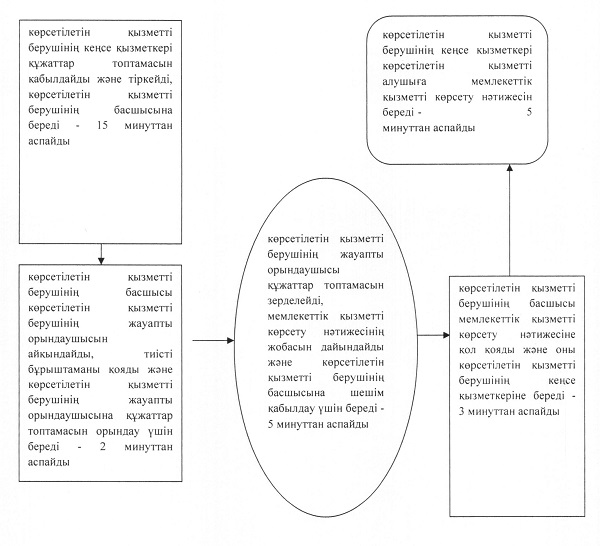 көрсетілетін қызметті
берушінің кеңсе қызметкері
құжаттар топтамасын
қабылдайды және тіркейді,
көрсетілетін қызметті
берушінің басшысына
береді - 15 минуттан
аспайды
көрсетілетін қызметті
берушінің басшысы
көрсетілетін қызметті
берушінің жауапты
орындаушысын
айқындайды, тиісті
бұрыштаманы қояды және
көрсетілетін қызметті
берушінің жауапты
орындаушысына құжаттар
топтамасын орындау үшін
береді - 2 минуттан
аспайды
көрсетілетін қызметті
берушінің жауапты
орындаушысы
құжаттар топтамасын
зерделейді,
мемлекеттік қызметті
көрсету нәтижесінің
жобасын дайындайды
және көрсетілетін
қызметті берушінің
басшысына шешім
қабылдау үшін береді -
5 минуттан аспайды
көрсетілетін қызметті
берушінің басшысы
мемлекеттік қызметті
көрсету нәтижесіне
қол қояды және оны
көрсетілетін қызметті
берушінің кеңсе
қызметкеріне береді -
3 минуттан аспайды
көрсетілетін қызметті
берушінің кеңсе қызметкері
көрсетілетін қызметті
алушыға мемлекеттік
қызметті көрсету нәтижесін
береді - 5
минуттан аспайды